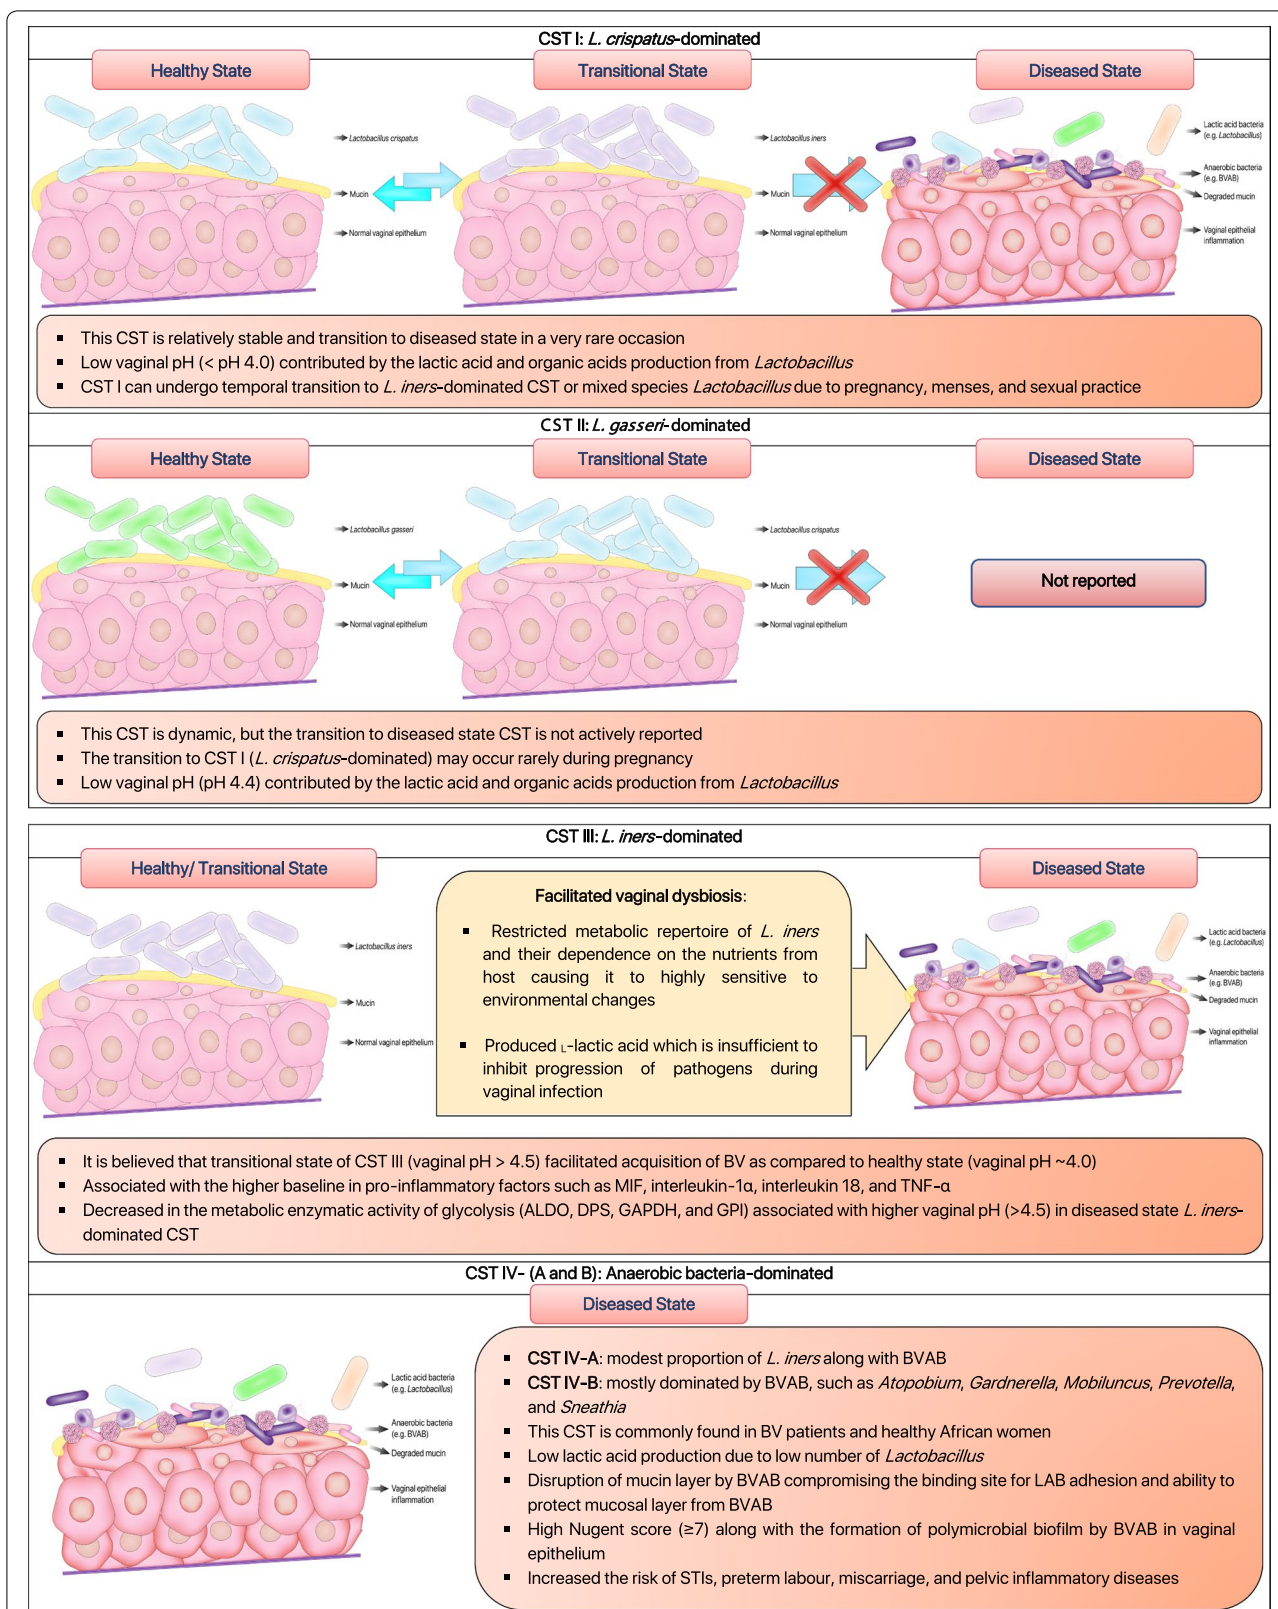 CST I: L. crispatus-dominated
Healthy State
Transitional State
Diseased State
Lactobacillus crispatus
Mucin
Normal vaginal epithelium
Lactobacillus iners
Mucin
Normal vaginal epithelium
Lactic acid bacteria
(e.g. Lactobacillus)
Anaerobic bacteria
(e.g. BVAB)
Degraded mucin
Vaginal epithelial
inflammation
▪ This CST is relatively stable and transition to diseased state in a very rare occasion
▪ Low vaginal pH (< pH 4.0) contributed by the lactic acid and organic acids production from Lactobacillus
▪ CST I can undergo temporal transition to L. iners-dominated CST or mixed species Lactobacillus due to pregnancy, menses, and sexual practice
CST II: L. gasseri-dominated
Healthy State
Transitional State
Diseased State
Lactobacillus gasseri
Mucin
Normal vaginal epithelium
Lactobacillus crispatus
Mucin
Normal vaginal epithelium
Not reported
▪ This CST is dynamic, but the transition to diseased state CST is not actively reported
▪ The transition to CST I (L. crispatus-dominated) may occur rarely during pregnancy
▪ Low vaginal pH (pH 4.4) contributed by the lactic acid and organic acids production from Lactobacillus
CST III: L. iners-dominated
Healthy/ Transitional State
Diseased State
Lactobacillus iners
Mucin
Normal vaginal epithelium
Facilitated vaginal dysbiosis:
▪ Restricted metabolic repertoire of L. iners
and their dependence on the nutrients from
host causing it to highly sensitive to
environmental changes
▪ Produced L-lactic acid which is insufficient to
inhibit progression of pathogens during
vaginal infection
Lactic acid bacteria
(e.g. Lactobacillus)
Anaerobic bacteria
(e.g. BVAB)
Degraded mucin
Vaginal epithelial
inflammation
▪ It is believed that transitional state of CST III (vaginal pH > 4.5) facilitated acquisition of BV as compared to healthy state (vaginal pH ~4.0)
▪ Associated with the higher baseline in pro-inflammatory factors such as MIF, interleukin-1α, interleukin 18, and TNF-α
▪ Decreased in the metabolic enzymatic activity of glycolysis (ALDO, DPS, GAPDH, and GPI) associated with higher vaginal pH (>4.5) in diseased state L. iners-
dominated CST
CST IV- (A and B): Anaerobic bacteria-dominated
Diseased State
Lactic acid bacteria
(e.g. Lactobacillus)
Anaerobic bacteria
(e.g. BVAB)
Degraded mucin
Vaginal epithelial
inflammation
▪ CST IV-A: modest proportion of L. iners along with BVAB
▪ CST IV-B: mostly dominated by BVAB, such as Atopobium, Gardnerella, Mobiluncus, Prevotella,
and Sneathia
▪ This CST is commonly found in BV patients and healthy African women
▪ Low lactic acid production due to low number of Lactobacillus
▪ Disruption of mucin layer by BVAB compromising the binding site for LAB adhesion and ability to
protect mucosal layer from BVAB
▪ High Nugent score (≥7) along with the formation of polymicrobial biofilm by BVAB in vaginal
epithelium
▪ Increased the risk of STIs, preterm labour, miscarriage, and pelvic inflammatory diseases